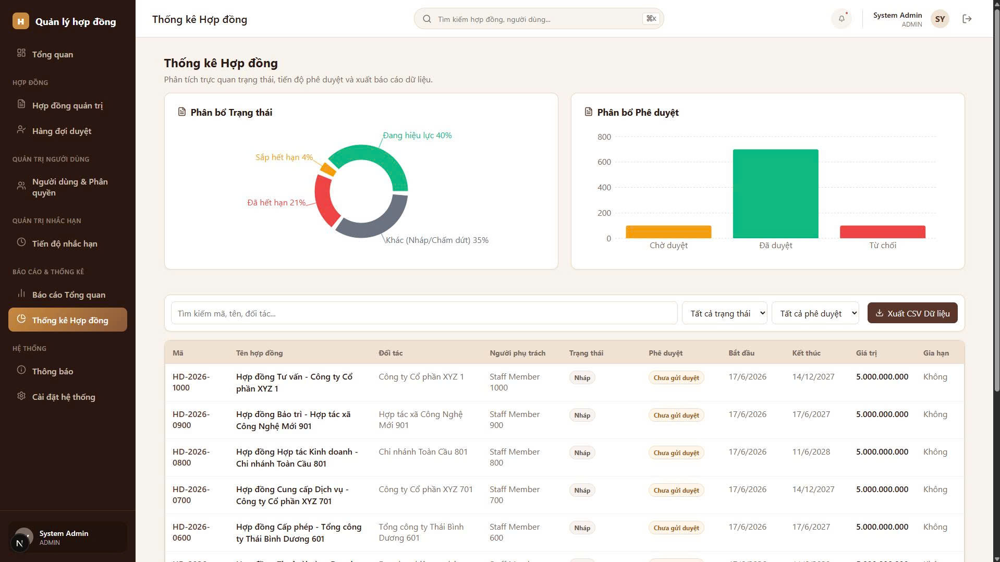 H Quản lý hợp đồng
Tổng quan
HỢP ĐỒNG
Hợp đồng quản trị
Hàng đợi duyệt
QUẢN TRỊ NGƯỜI DÙNG
Người dùng & Phân
quyền
QUẢN TRỊ NHẮC HẠN
Tiến độ nhắc hạn
BÁO CÁO & THỐNG KÊ
Báo cáo Tổng quan
Thống kê Hợp đồng
HỆ THỐNG
Thông báo
Cài đặt hệ thống
N
System Admin
ADMIN
Thống kê Hợp đồng
Tìm kiếm hợp đồng, người dùng...
⌘K
System Admin
ADMIN
SY
Thống kê Hợp đồng
Phân tích trực quan trạng thái, tiến độ phê duyệt và xuất báo cáo dữ liệu.
Phân bổ Trạng thái
Đang hiệu lực 40%
Sắp hết hạn 4%
Đã hết hạn 21%
Khác (Nháp/Chấm dứt) 35%
Phân bổ Phê duyệt
800
600
400
200
0
Chờ duyệt Đã duyệt Từ chối
Tìm kiếm mã, tên, đối tác...
Tất cả trạng thái
Tất cả phê duyệt
Xuất CSV Dữ liệu
Mã Tên hợp đồng Đối tác Người phụ trách Trạng thái Phê duyệt Bắt đầu Kết thúc Giá trị Gia hạn
HD-2026- Hợp đồng Tư vấn - Công ty Cổ Công ty Cổ phần XYZ 1 Staff Member Nháp Chưa gửi duyệt 17/6/2026 14/12/2027 5.000.000.000 Không
1000 phần XYZ 1 1000
HD-2026- Hợp đồng Bảo trì - Hợp tác xã Hợp tác xã Công Nghệ Staff Member Nháp Chưa gửi duyệt 17/6/2026 17/6/2027 5.000.000.000 Không
0900 Công Nghệ Mới 901 Mới 901 900
HD-2026- Hợp đồng Hợp tác Kinh doanh - Chi nhánh Toàn Cầu 801 Staff Member Nháp Chưa gửi duyệt 17/6/2026 11/6/2028 5.000.000.000 Không
0800 Chi nhánh Toàn Cầu 801 800
HD-2026- Hợp đồng Cung cấp Dịch vụ - Công ty Cổ phần XYZ 701 Staff Member Nháp Chưa gửi duyệt 17/6/2026 14/12/2027 5.000.000.000 Không
0700 Công ty Cổ phần XYZ 701 700
HD-2026- Hợp đồng Cấp phép - Tổng công Tổng công ty Thái Bình Staff Member Nháp Chưa gửi duyệt 17/6/2026 17/6/2027 5.000.000.000 Không
0600 ty Thái Bình Dương 601 Dương 601 600